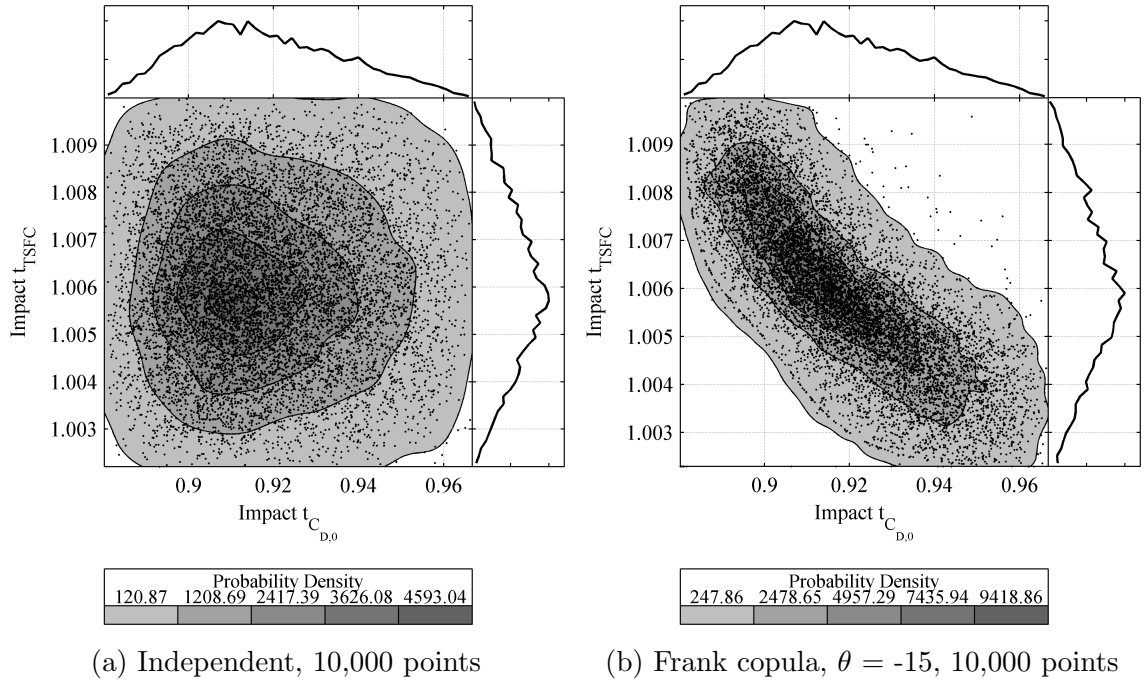 1.009
1.008
1.007
1.006
1.005
1.004
1.003
Impact t_TSFC
0.9 0.92 0.94 0.96
Impact t_C_D,0
Probability Density
120.87 1208.69 2417.39 3626.08 4593.04
(a) Independent, 10,000 points
1.009
1.008
1.007
1.006
1.005
1.004
1.003
Impact t_TSFC
0.9 0.92 0.94 0.96
Impact t_C_D,0
Probability Density
247.86 2478.65 4957.29 7435.94 9418.86
(b) Frank copula, θ = -15, 10,000 points